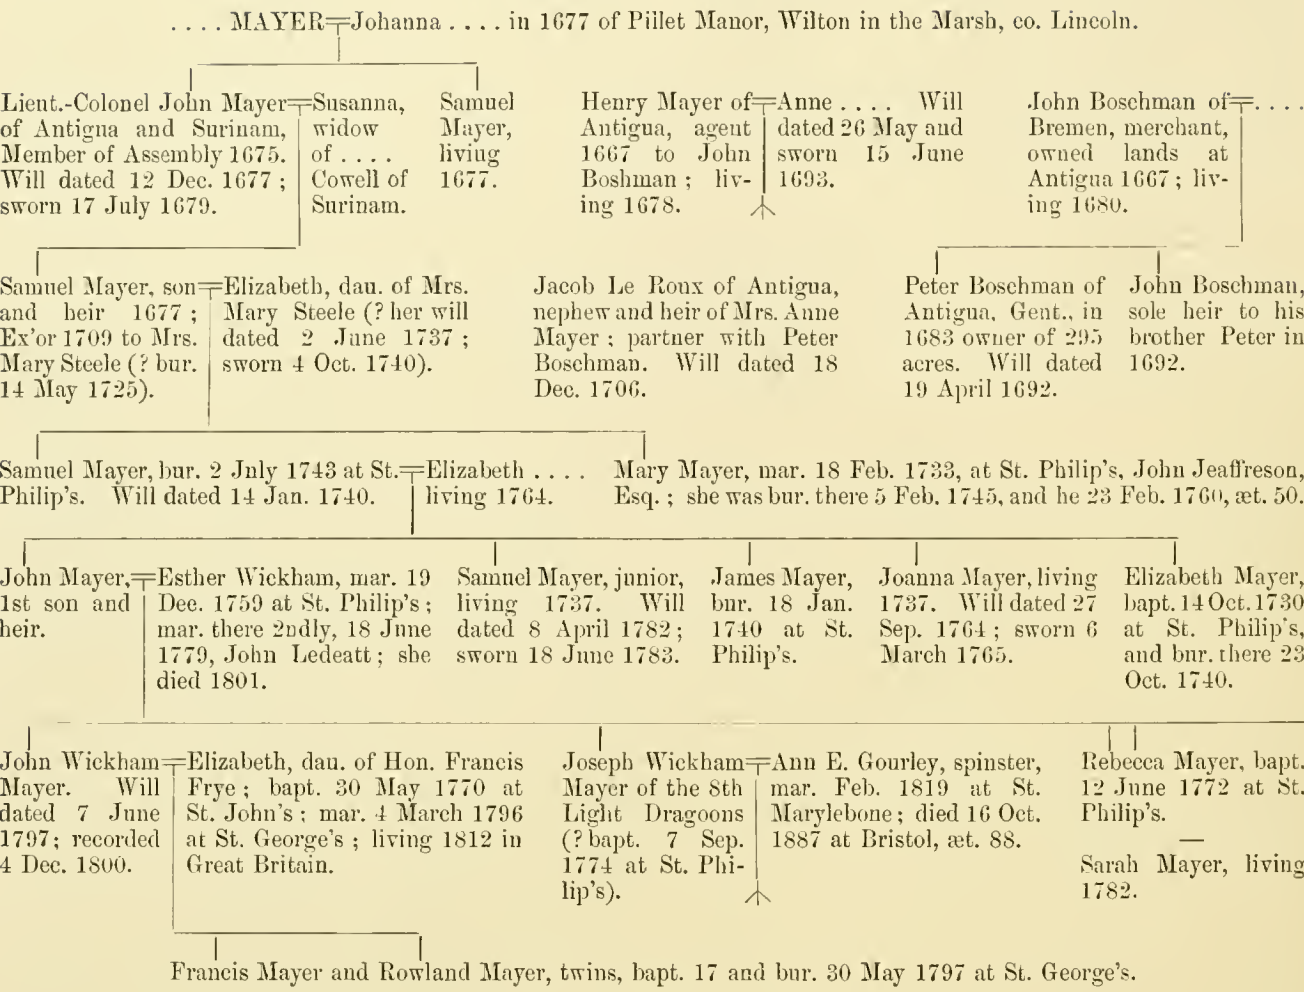 . . . . MAYER╤Johanna . . . . in 1677 of Piilet Manor, Wilton in the Marsh, co. Lincoln.
Lieut.-Colonel John Mayer╤Susanna,
of Antigua and Surinam, widow
Member of Assembly 1675. of . . . .
Will dated 12 Dec. 1677 ; Cowell of
sworn 17 July 1679. Surinam.
Samuel
Mayer,
living
1677.
Henry Mayer of╤Anne . . . . Will
Antigua, agent dated 26 May and
1667 to John sworn 15 June
Boshman ; liv- 1693.
ing 1678.
John Boschman of╤. . . .
Bremen, merchant,
owned lands at
Antigua 1667 ; liv-
ing 1680.
Samuel Mayer, son╤Elizabeth, dau. of Mrs.
and heir 1677 ; Mary Steele (? her will
Ex'or 1709 to Mrs. dated 2 June 1737 ;
Mary Steele (? bur. sworn 4 Oct. 1740).
14 May 1725).
Jacob Le Roux of Antigua,
nephew and heir of Mrs. Anne
Mayer ; partner with Peter
Boschman. Will dated 18
Dec. 1706.
Peter Boschman of
Antigua, Gent., in
1683 owner of 295
acres. Will dated
19 April 1692.
John Boschman,
sole heir to his
brother Peter in
1692.
Samuel Mayer, bur. 2 July 1743 at St.╤Elizabeth . . . .
Philip's. Will dated 14 Jan. 1740. living 1764.
Mary Mayer, mar. 18 Feb. 1733, at St. Philip's, John Jeaffreson,
Esq. ; she was bur. there 5 Feb. 1745, and he 23 Feb. 1760, æt. 50.
John Mayer,╤Esther Wickham, mar. 19
1st son and Dec. 1759 at St. Philip's ;
heir. mar. there 2ndly, 18 June
1779, John Ledeatt ; she
died 1801.
Samuel Mayer, junior,
living 1737. Will
dated 8 April 1782 ;
sworn 18 June 1783.
James Mayer,
bur. 18 Jan.
1740 at St.
Philip's.
Joanna Mayer, living
1737. Will dated 27
Sep. 1764 ; sworn 6
March 1765.
Elizabeth Mayer,
bapt. 14 Oct. 1730
at St. Philip's,
and bur. there 23
Oct. 1740.
John Wickham╤Elizabeth, dau. of Hon. Francis
Mayer. Will Frye ; bapt. 30 May 1770 at
dated 7 June St. John's ; mar. 4 March 1796
1797; recorded at St. George's ; living 1812 in
4 Dec. 1800. Great Britain.
Joseph Wickham╤Ann E. Gourley, spinster,
Mayer of the 8th mar. Feb. 1819 at St.
Light Dragoons Marylebone ; died 16 Oct.
(? bapt. 7 Sep. 1887 at Bristol, æt. 88.
1774 at St. Phi-
lip's).
Rebecca Mayer, bapt.
12 June 1772 at St.
Philip's.
—
Sarah Mayer, living
1782.
Francis Mayer and Rowland Mayer, twins, bapt. 17 and bur. 30 May 1797 at St. George's.